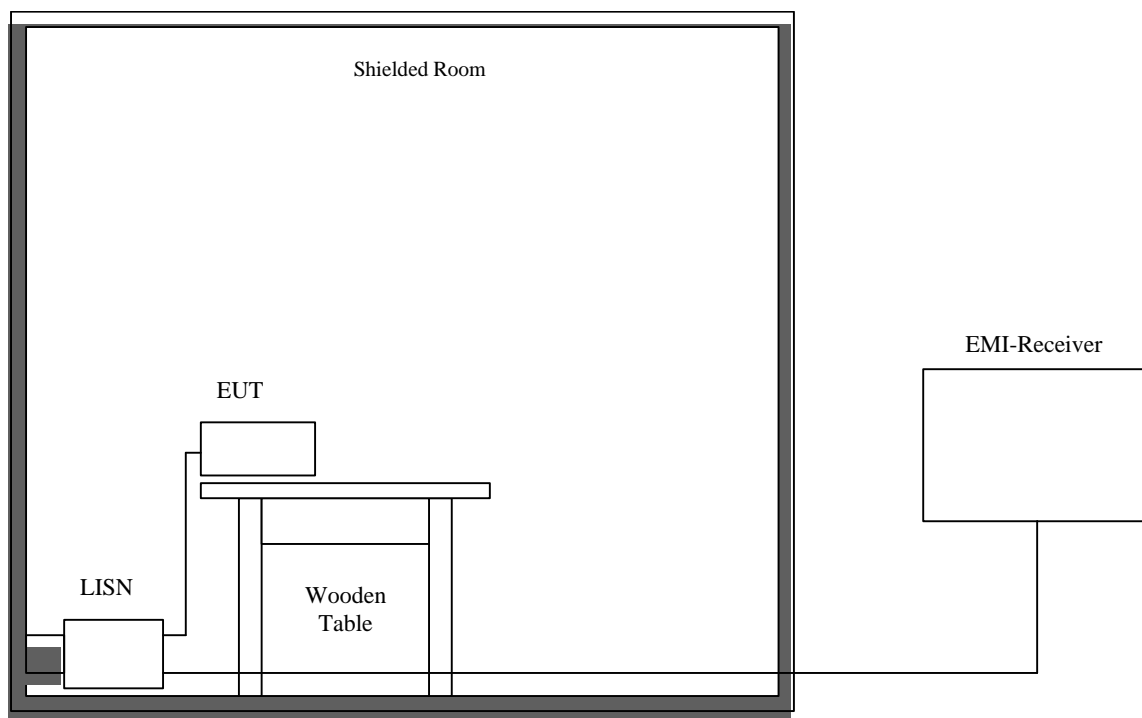 Shielded Room
EMI-Receiver
EUT
LISN
Wooden
Table